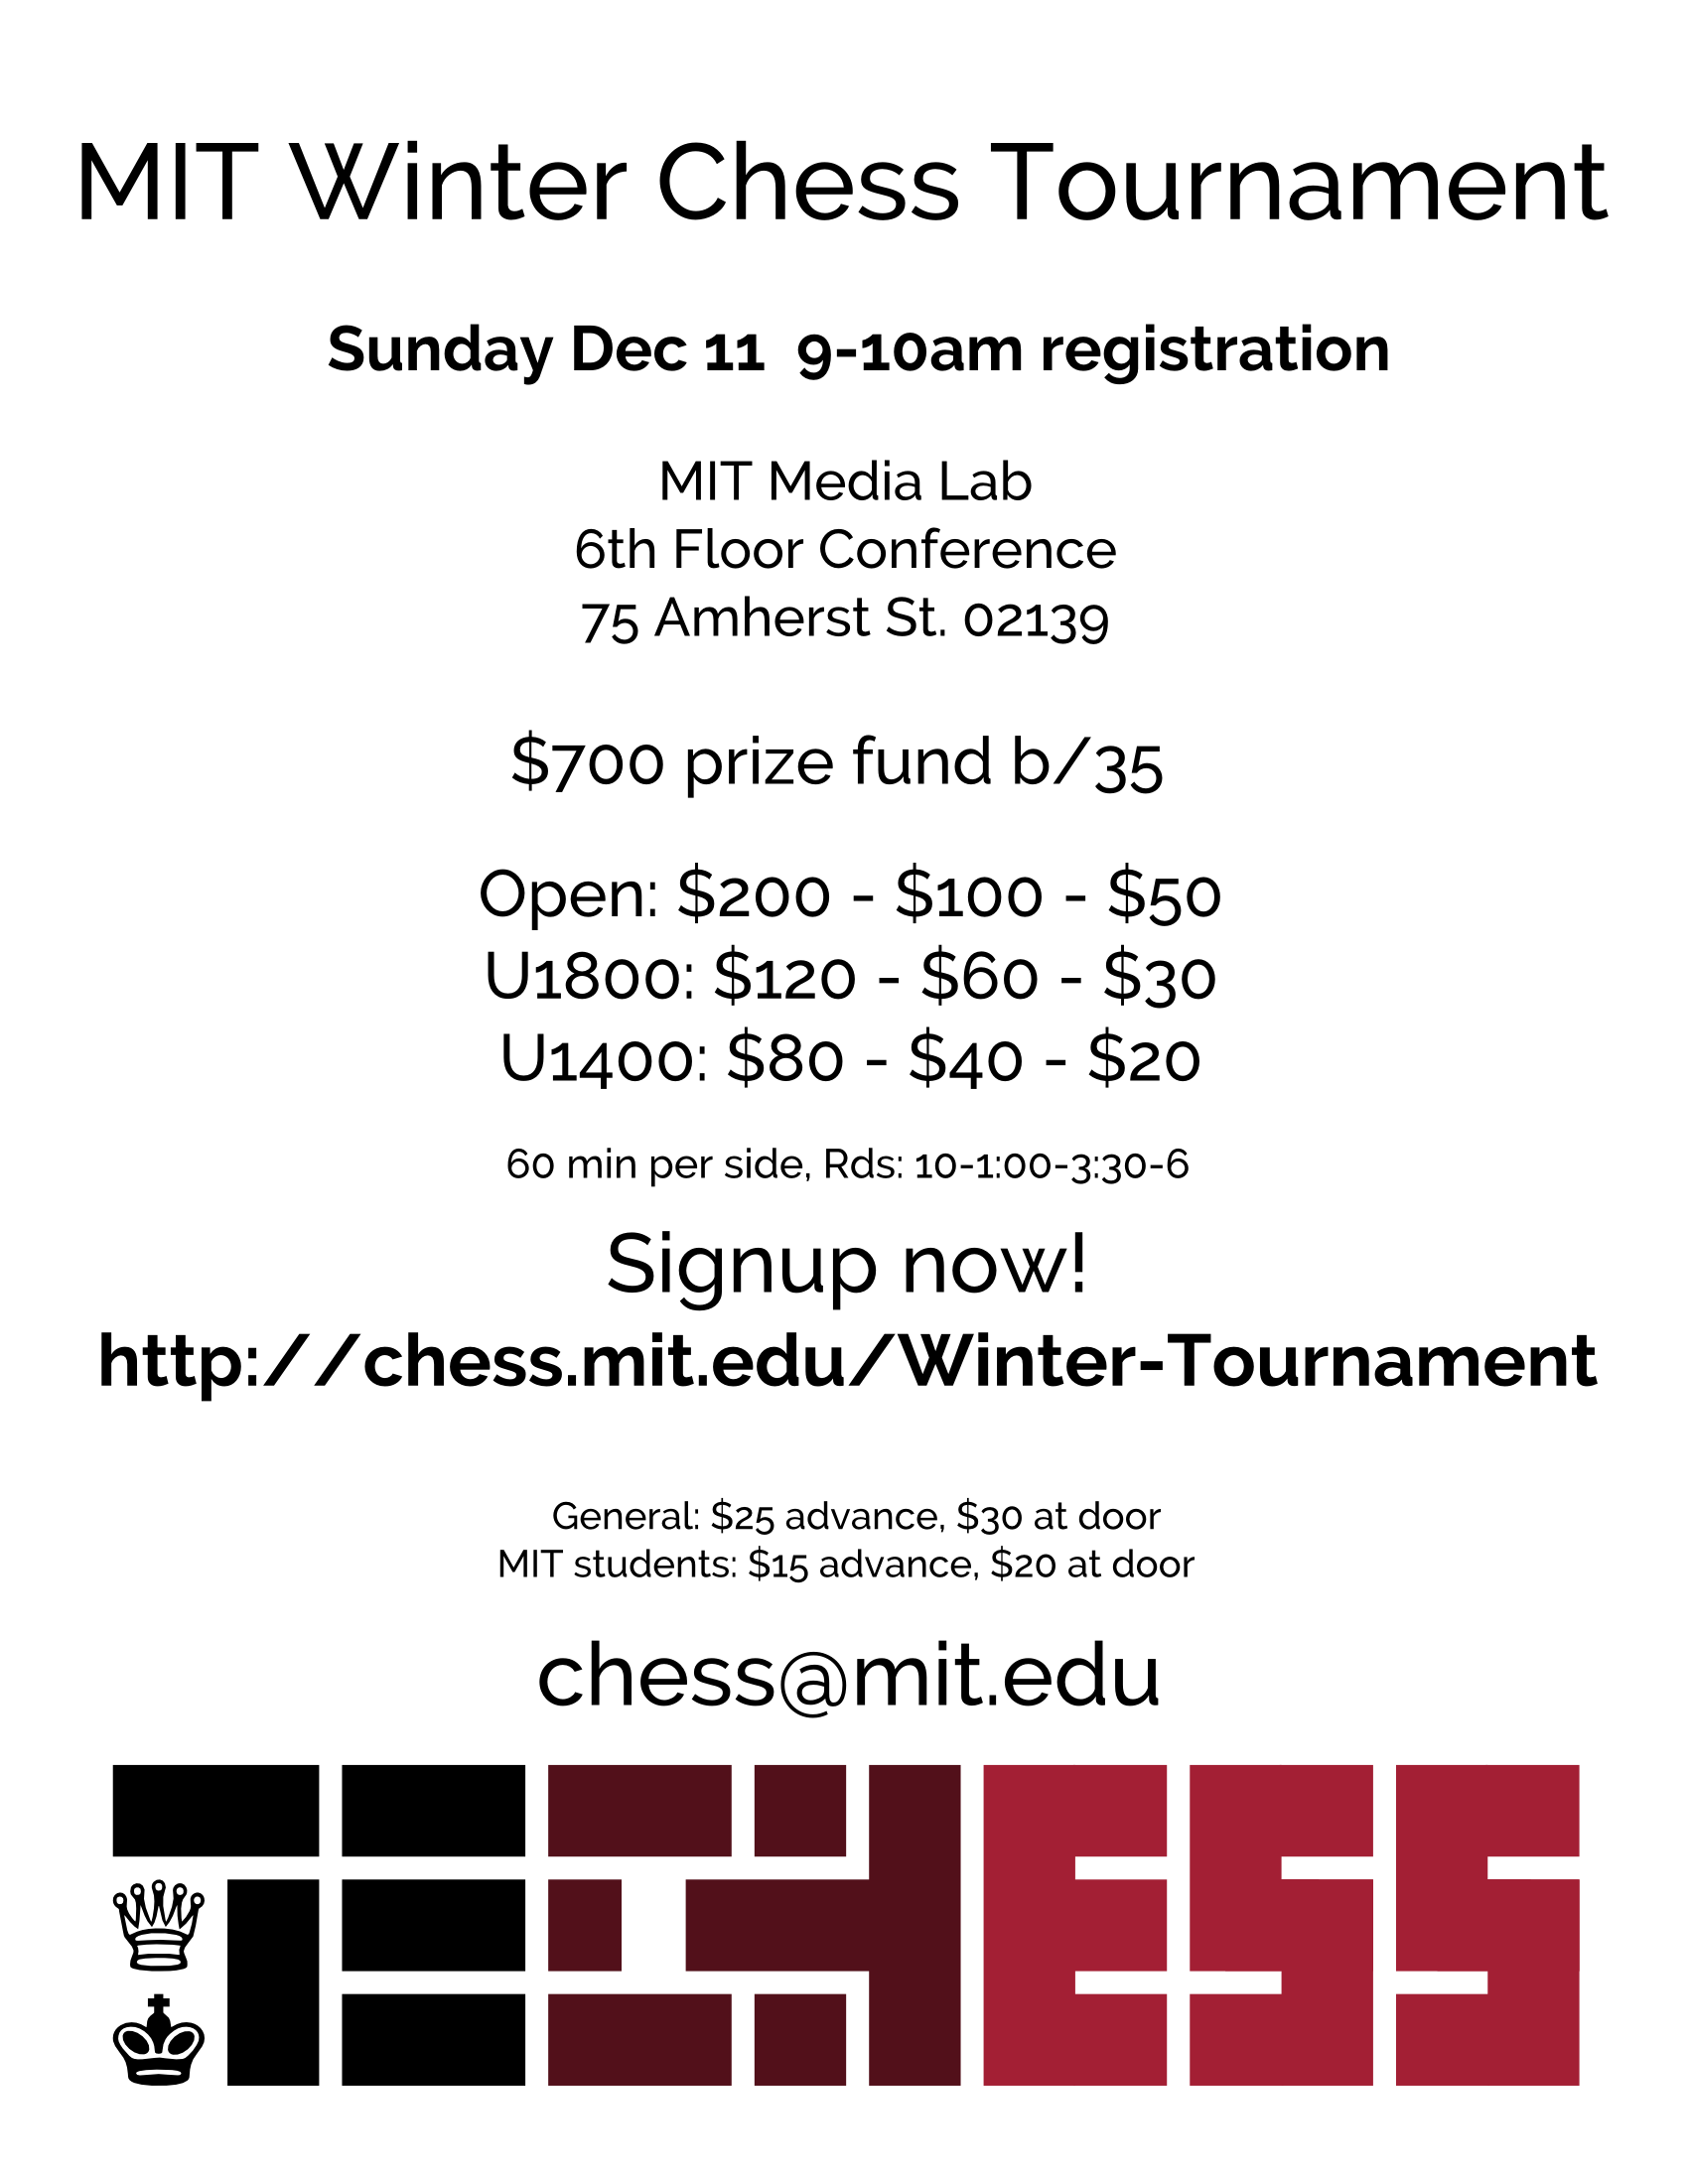 MIT Winter Chess Tournament
Sunday Dec 11  9-10am registration
MIT Media Lab
6th Floor Conference
75 Amherst St. 02139
$700 prize fund b/35
Open: $200 - $100 - $50
U1800: $120 - $60 - $30
U1400: $80 - $40 - $20
60 min per side, Rds: 10-1:00-3:30-6
Signup now!
http://chess.mit.edu/Winter-Tournament
General: $25 advance, $30 at door
MIT students: $15 advance, $20 at door
chess@mit.edu
TECHESS